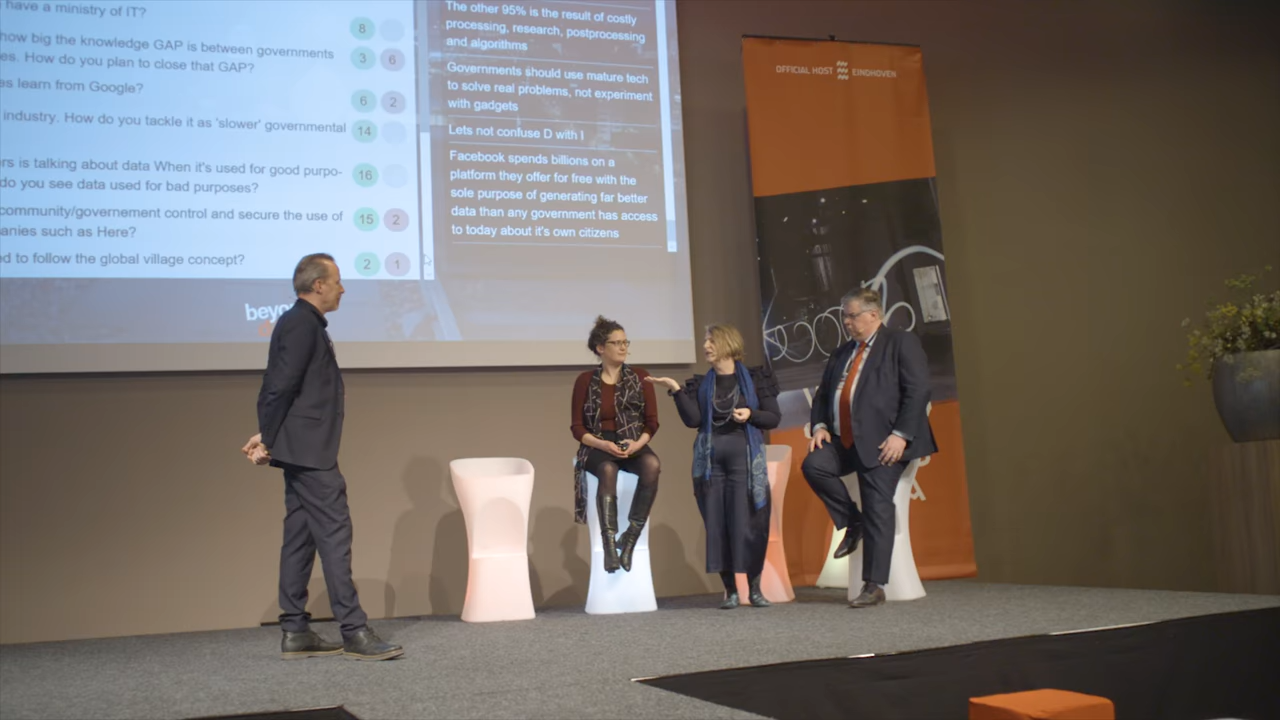 have a ministry of IT?
8
how big the knowledge GAP is between governments
es. How do you plan to close that GAP?
3 6
es learn from Google?
6 2
industry. How do you tackle it as 'slower' governmental
14
rs is talking about data When it's used for good purpo-
do you see data used for bad purposes?
16
community/governement control and secure the use of
anies such as Here?
15 2
d to follow the global village concept?
2 1
The other 95% is the result of costly
processing, research, postprocessing
and algorithms
Governments should use mature tech
to solve real problems, not experiment
with gadgets
Lets not confuse D with I
Facebook spends billions on a
platform they offer for free with the
sole purpose of generating far better
data than any government has access
to today about it's own citizens
OFFICIAL HOST EINDHOVEN